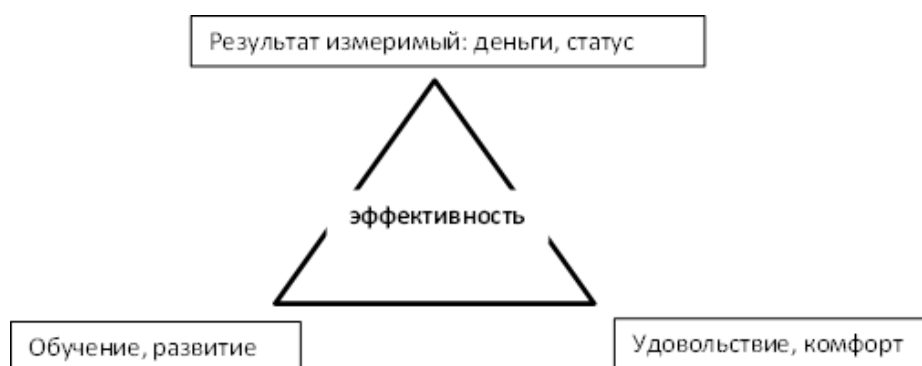 Результат измеримый: деньги, статус
эффективность
Обучение, развитие
Удовольствие, комфорт